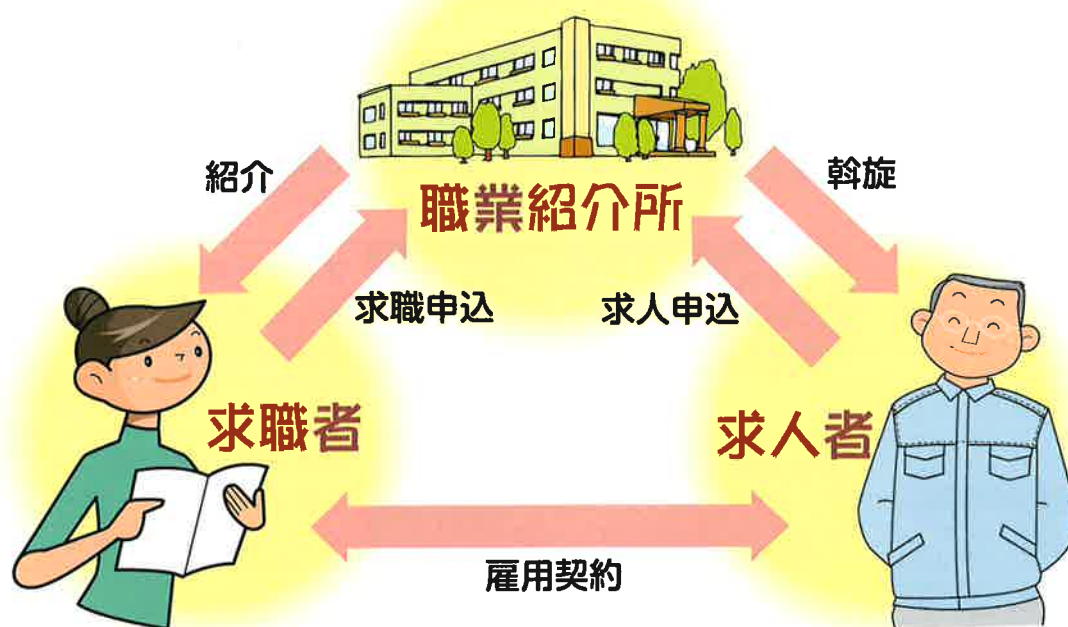 紹介
斡旋
職業紹介所
求職申込
求人申込
求職者
求人者
雇用契約